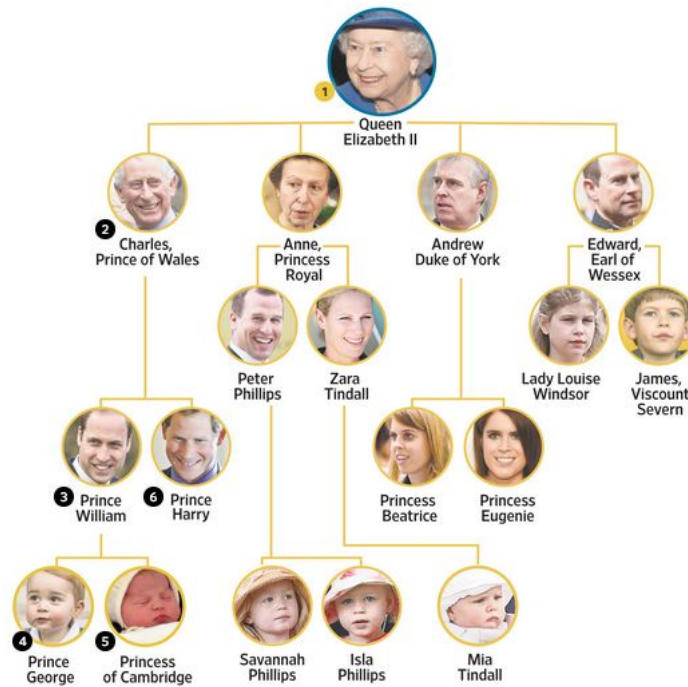 1
Queen
Elizabeth II
2
Charles,
Prince of Wales
Anne,
Princess
Royal
Andrew
Duke of York
Edward,
Earl of
Wessex
Peter
Phillips
Zara
Tindall
Lady Louise
Windsor
James,
Viscount
Severn
3
Prince
William
6
Prince
Harry
Princess
Beatrice
Princess
Eugenie
4
Prince
George
5
Princess
of Cambridge
Savannah
Phillips
Isla
Phillips
Mia
Tindall